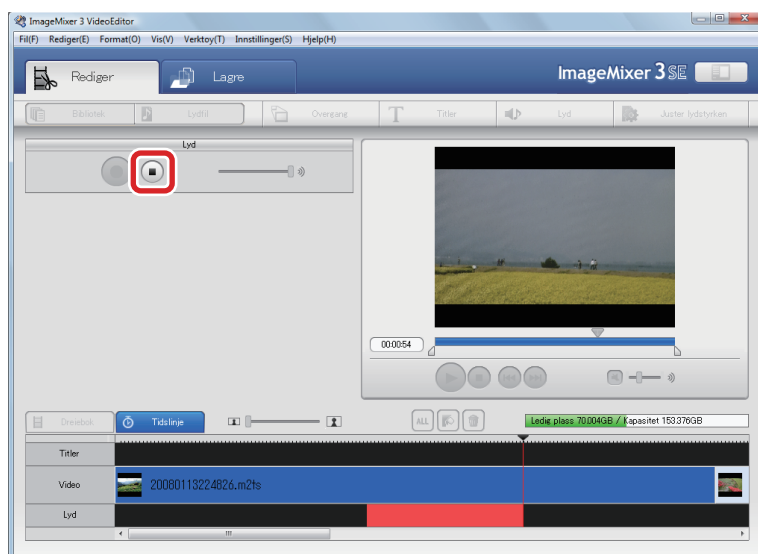 ImageMixer 3 VideoEditor
Fil(F) Rediger(E) Format(O) Vis(V) Verktoy(T) Innstillinger(S) Hjelp(H)
Rediger Lagre ImageMixer 3 SE
Bibliotek Lydfil Overgang Titler Lyd Juster lydstyrken
Lyd
00:00:54
Dreiebok Tidslinje ALL Ledig plass 70.004GB / Kapasitet 153.376GB
Titler
Video 20080113224826.m2ts
Lyd